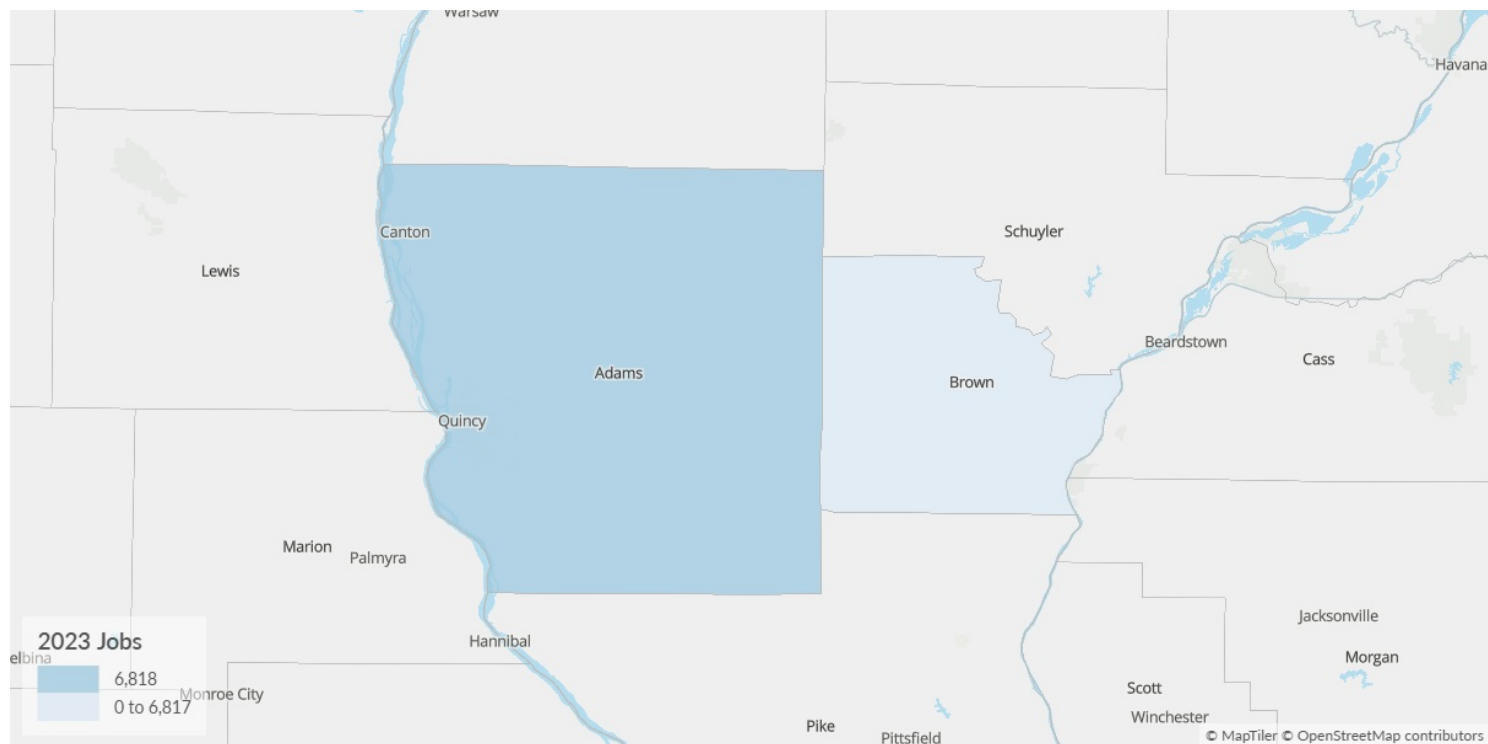 Warsaw
Havana
Canton
Schuyler
Lewis
Beardstown
Cass
Adams
Brown
Quincy
Marion
Palmyra
Jacksonville
Hannibal
Morgan
elbina
Monroe City
Scott
Winchester
Pike
Pittsfield
2023 Jobs
6,818
0 to 6,817
© MapTiler © OpenStreetMap contributors